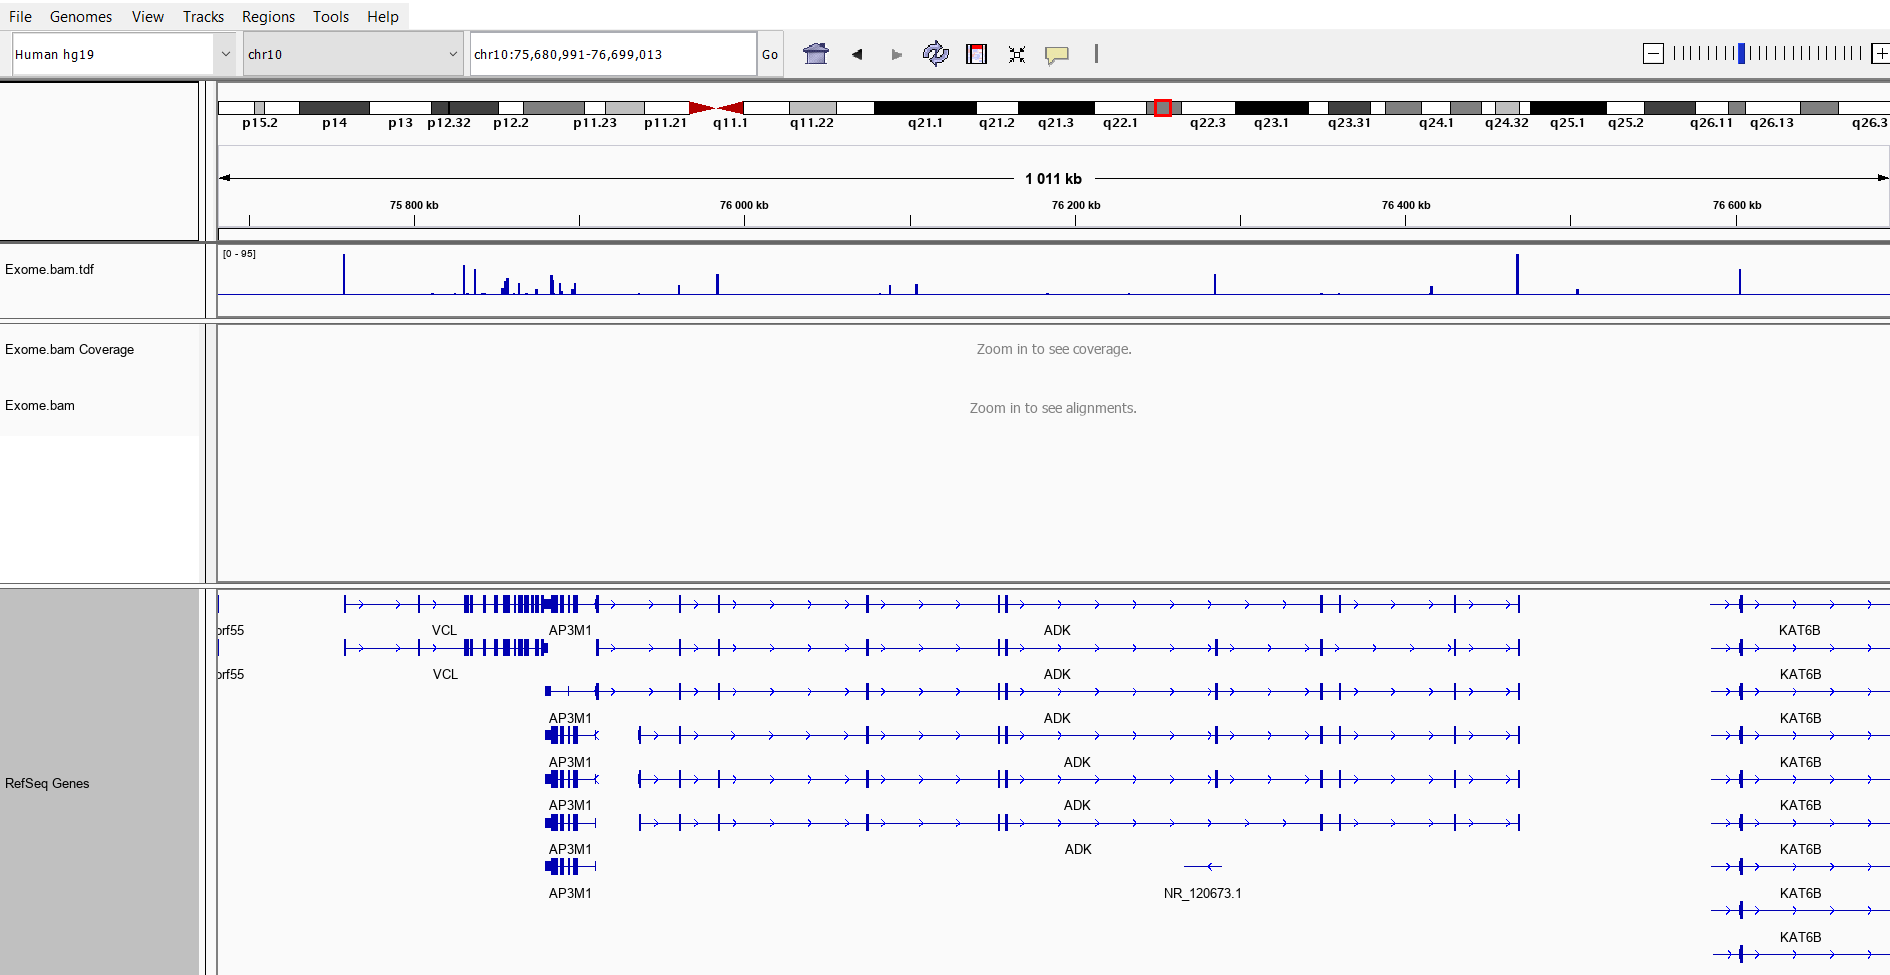 File Genomes View Tracks Regions Tools Help
Human hg19 chr10 chr10:75,680,991-76,699,013 Go
p15.2 p14 p13 p12.32 p12.2 p11.23 p11.21 q11.1 q11.22 q21.1 q21.2 q21.3 q22.1 q22.3 q23.1 q23.31 q24.1 q24.32 q25.1 q25.2 q26.11 q26.13 q26.3
1 011 kb
75 800 kb 76 000 kb 76 200 kb 76 400 kb 76 600 kb
[0 - 95]
Exome.bam.tdf
Exome.bam Coverage Zoom in to see coverage.
Exome.bam Zoom in to see alignments.
orf55 VCL AP3M1 ADK KAT6B
orf55 VCL ADK KAT6B
AP3M1 ADK KAT6B
AP3M1 ADK KAT6B
RefSeq Genes
AP3M1 ADK KAT6B
AP3M1 ADK KAT6B
AP3M1 NR_120673.1 KAT6B
KAT6B